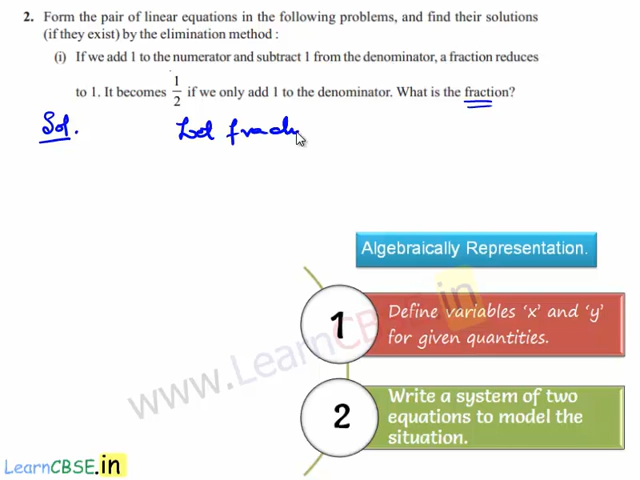 2. Form the pair of linear equations in the following problems, and find their solutions
(if they exist) by the elimination method :
(i) If we add 1 to the numerator and subtract 1 from the denominator, a fraction reduces
to 1. It becomes 1/2 if we only add 1 to the denominator. What is the fraction?
Sol. Let fractio
Algebraically Representation.
1 Define variables ‘x’ and ‘y’
for given quantities.
2 Write a system of two
equations to model the
situation.
www.LearnCBSE.in
LearnCBSE.in